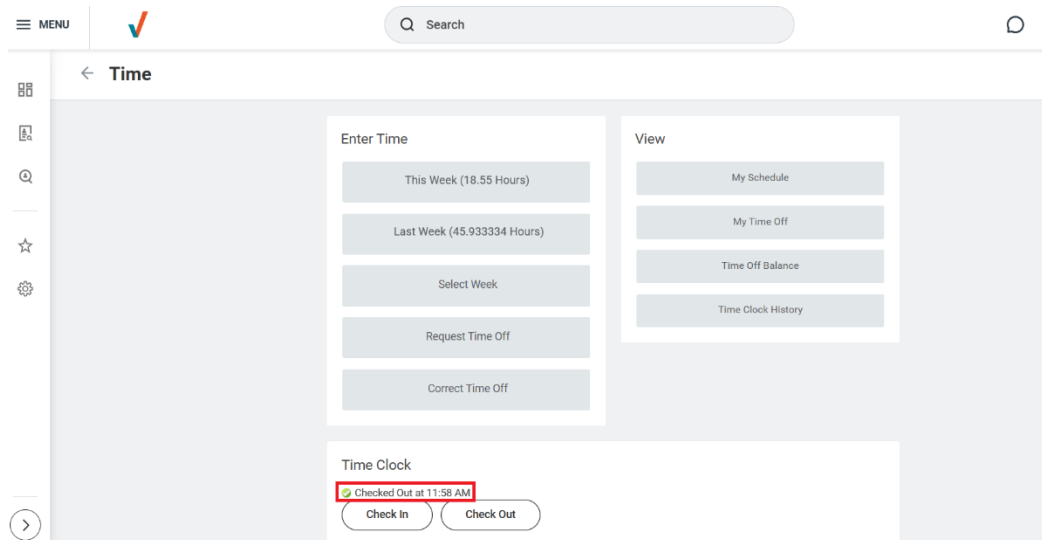 MENU
Search
Time
Enter Time
This Week (18.55 Hours)
Last Week (45.933334 Hours)
Select Week
Request Time Off
Correct Time Off
View
My Schedule
My Time Off
Time Off Balance
Time Clock History
Time Clock
Checked Out at 11:58 AM
Check In
Check Out